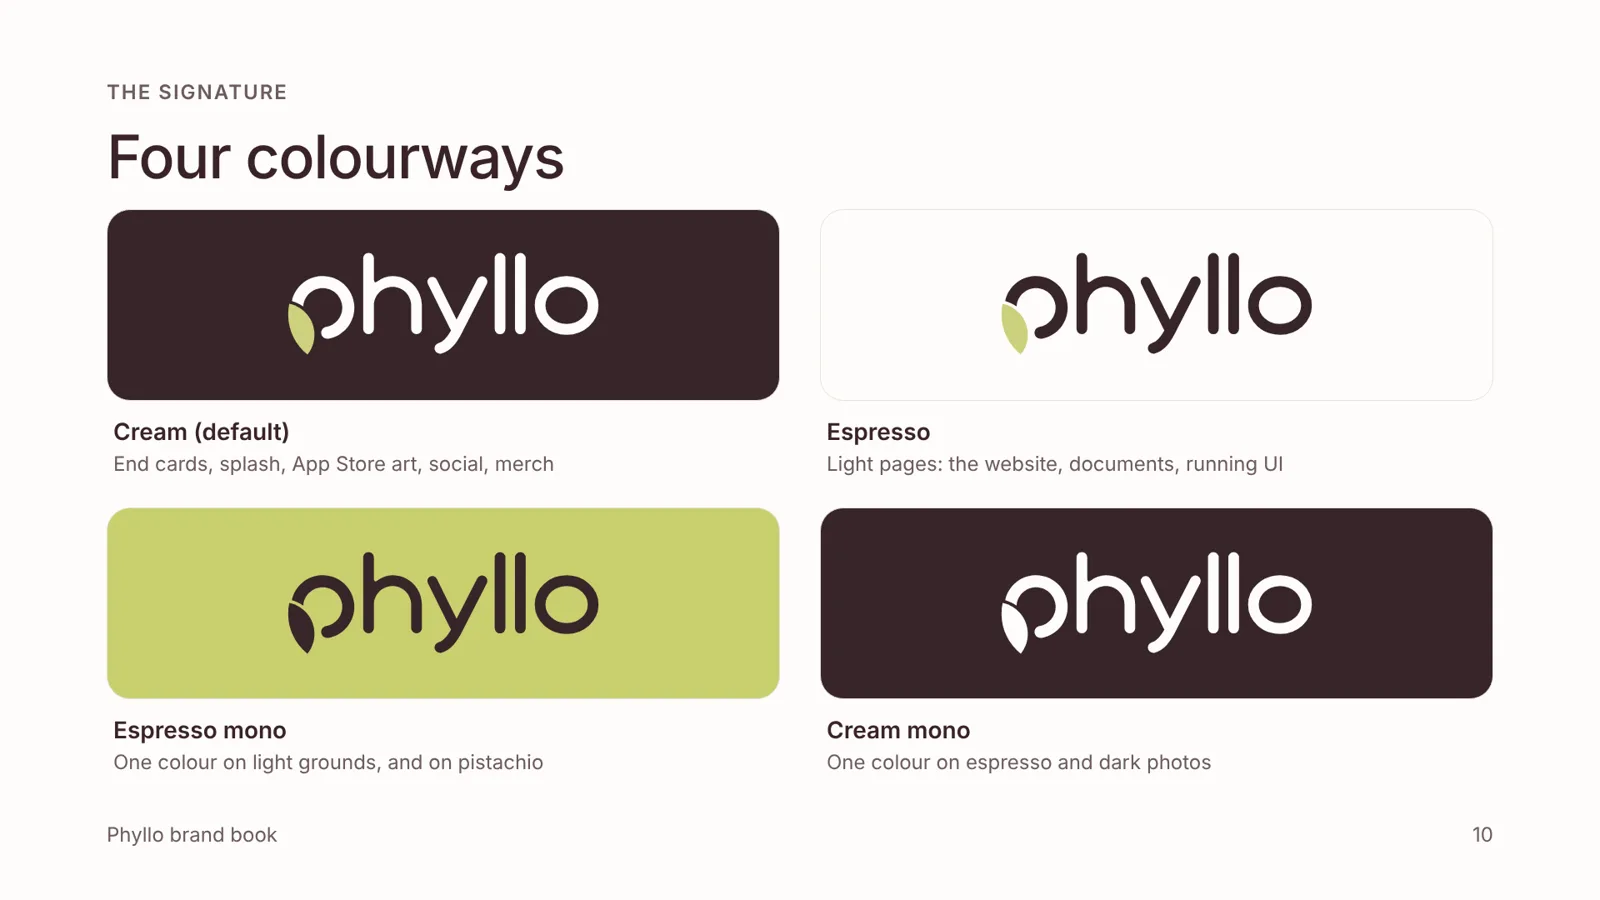 THE SIGNATURE
Four colourways
phyllo
phyllo
Cream (default)
End cards, splash, App Store art, social, merch
Espresso
Light pages: the website, documents, running UI
phyllo
phyllo
Espresso mono
One colour on light grounds, and on pistachio
Cream mono
One colour on espresso and dark photos
Phyllo brand book
10